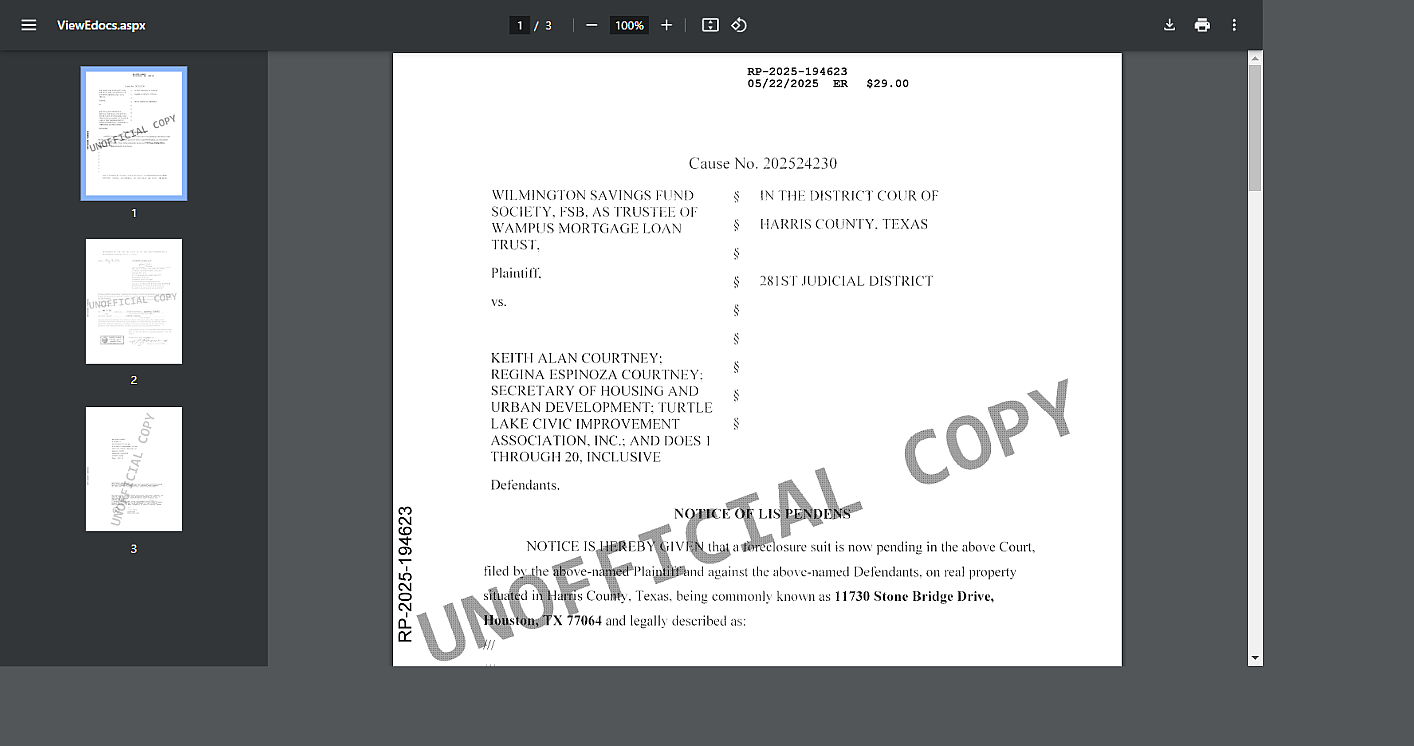 ViewEdocs.aspx
1 / 3
100%
RP-2025-194623
05/22/2025 ER $29.00
Cause No. 202524230
WILMINGTON SAVINGS FUND
SOCIETY, FSB, AS TRUSTEE OF
WAMPUS MORTGAGE LOAN
TRUST,
Plaintiff,
vs.
KEITH ALAN COURTNEY;
REGINA ESPINOZA COURTNEY;
SECRETARY OF HOUSING AND
URBAN DEVELOPMENT; TURTLE
LAKE CIVIC IMPROVEMENT
ASSOCIATION, INC.; AND DOES 1
THROUGH 20, INCLUSIVE
Defendants.
§
§
§
§
§
§
§
§
§
IN THE DISTRICT COUR OF
HARRIS COUNTY, TEXAS
281ST JUDICIAL DISTRICT
NOTICE OF LIS PENDENS
NOTICE IS HEREBY GIVEN that a foreclosure suit is now pending in the above Court,
filed by the above-named Plaintiff and against the above-named Defendants, on real property
situated in Harris County, Texas, being commonly known as 11730 Stone Bridge Drive,
Houston, TX 77064 and legally described as:
///
RP-2025-194623
UNOFFICIAL COPY
UNOFFICIAL COPY
1
UNOFFICIAL COPY
2
UNOFFICIAL COPY
3